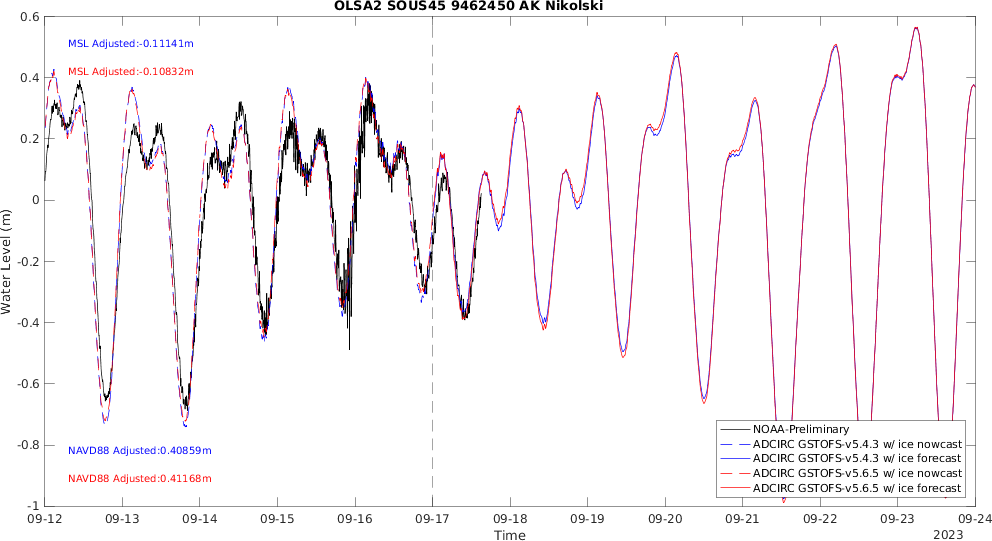 OLSA2 SOUS45 9462450 AK Nikolski
0.6
0.4
0.2
0
-0.2
-0.4
-0.6
-0.8
-1
Water Level (m)
MSL Adjusted:-0.11141m
MSL Adjusted:-0.10832m
NAVD88 Adjusted:0.40859m
NAVD88 Adjusted:0.41168m
NOAA-Preliminary
ADCIRC GSTOFS-v5.4.3 w/ ice nowcast
ADCIRC GSTOFS-v5.4.3 w/ ice forecast
ADCIRC GSTOFS-v5.6.5 w/ ice nowcast
ADCIRC GSTOFS-v5.6.5 w/ ice forecast
09-12 09-13 09-14 09-15 09-16 09-17 09-18 09-19 09-20 09-21 09-22 09-23 09-24
Time
2023